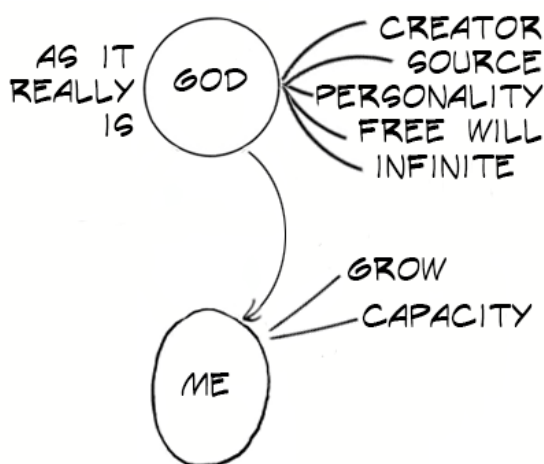 AS IT
REALLY
IS
GOD
CREATOR
SOURCE
PERSONALITY
FREE WILL
INFINITE
GROW
CAPACITY
ME